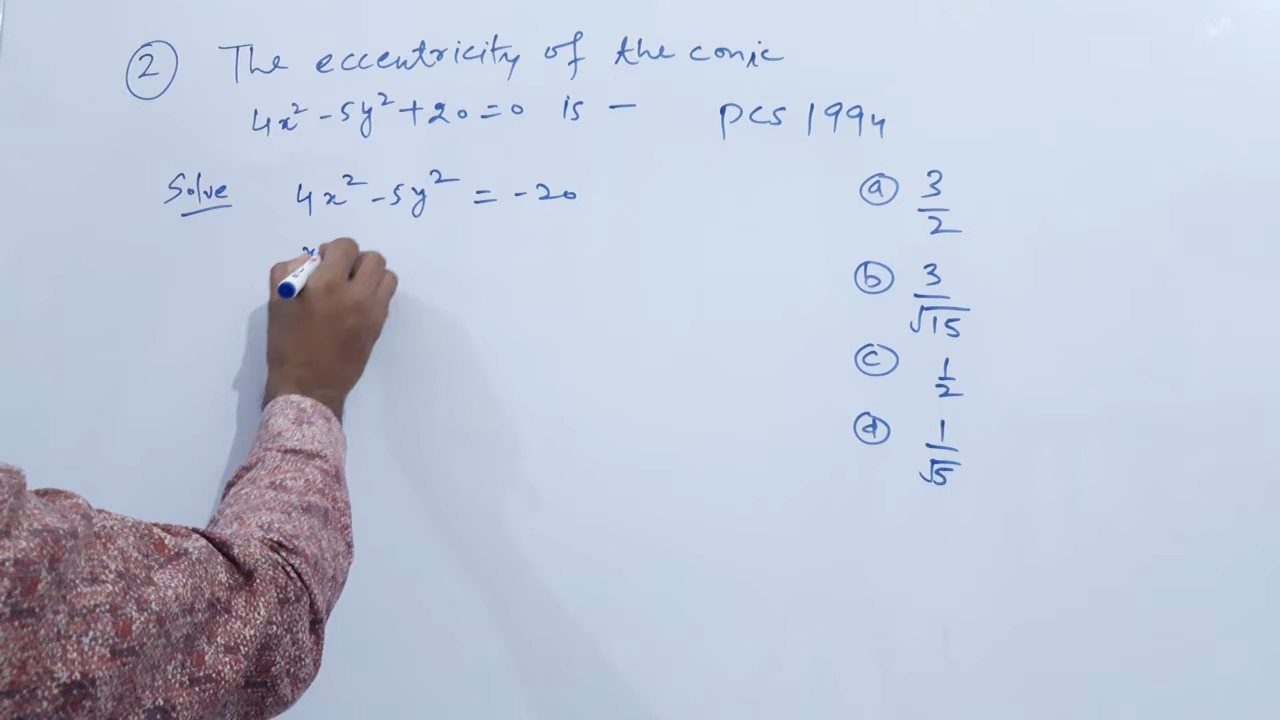 ② The eccentricity of the conic
4x² - 5y² + 20 = 0 is — PCS 1994
Solve 4x² - 5y² = -20
ⓐ 3/2
ⓑ 3/√15
ⓒ 1/2
ⓓ 1/√5